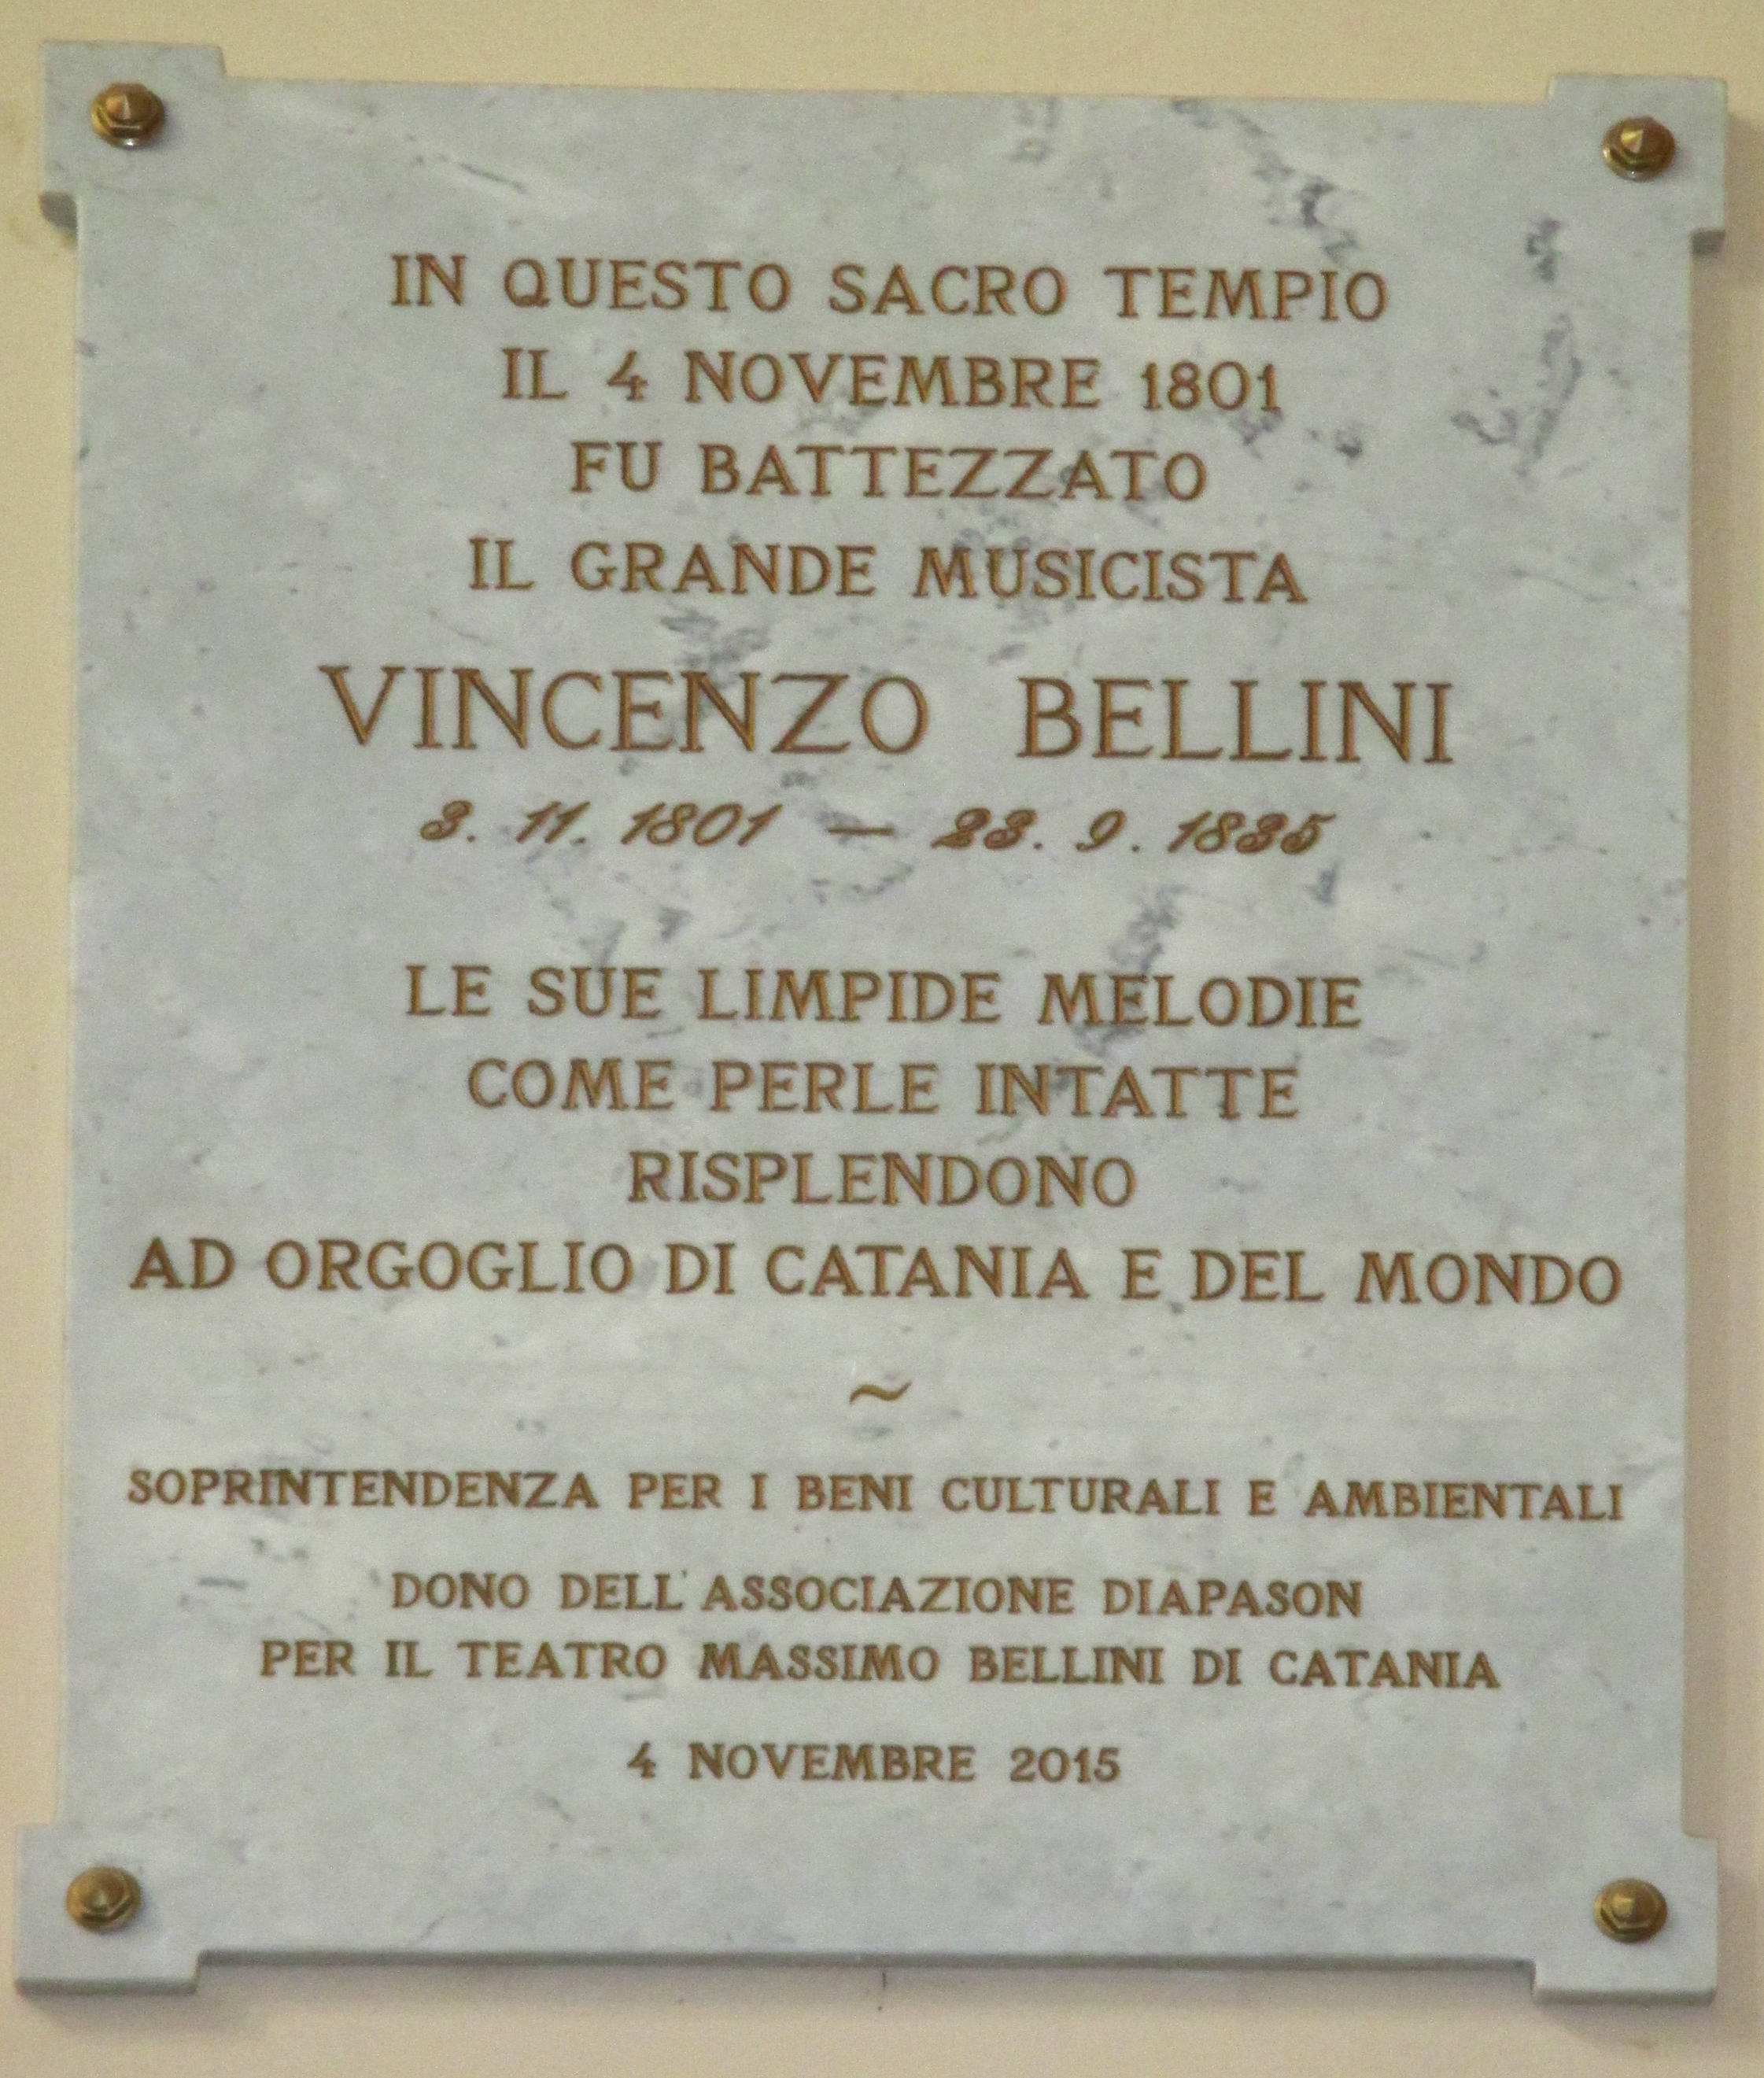 IN QUESTO SACRO TEMPIO
IL 4 NOVEMBRE 1801
FU BATTEZZATO
IL GRANDE MUSICISTA
VINCENZO BELLINI
3. 11. 1801 — 23. 9. 1835
LE SUE LIMPIDE MELODIE
COME PERLE INTATTE
RISPLENDONO
AD ORGOGLIO DI CATANIA E DEL MONDO
~
SOPRINTENDENZA PER I BENI CULTURALI E AMBIENTALI
DONO DELL'ASSOCIAZIONE DIAPASON
PER IL TEATRO MASSIMO BELLINI DI CATANIA
4 NOVEMBRE 2015